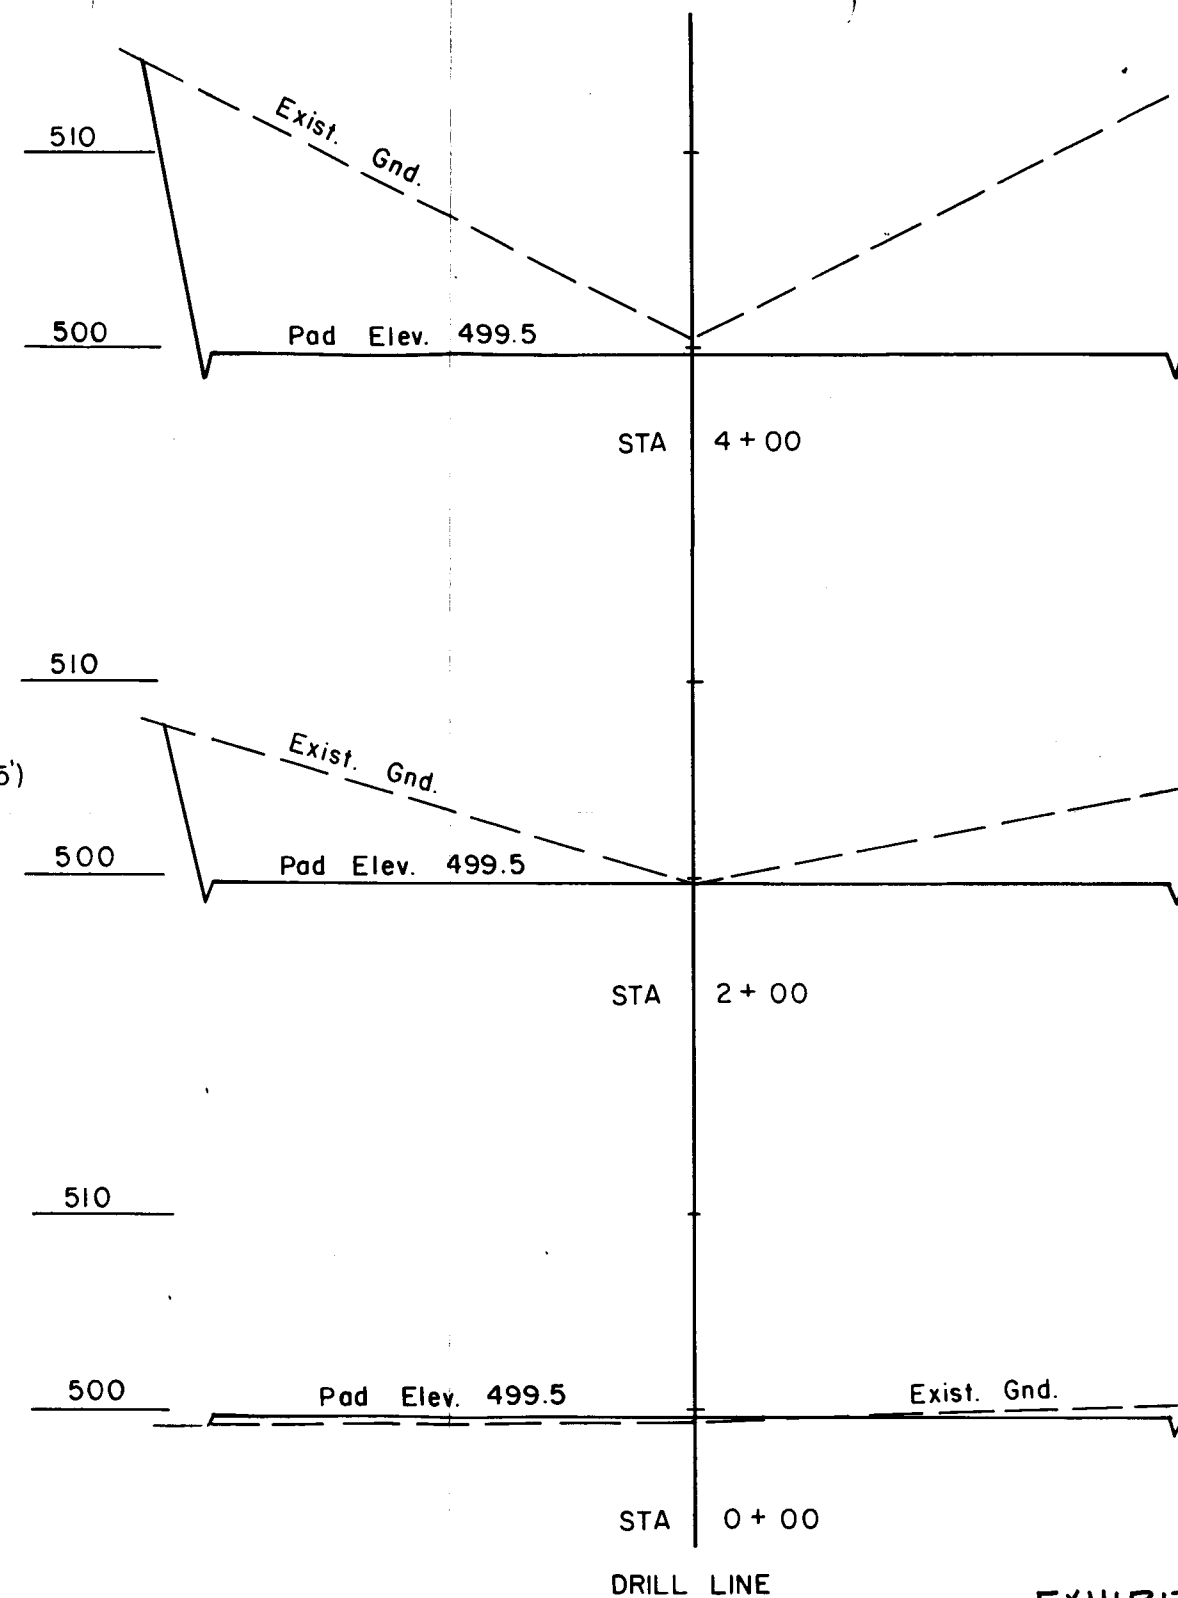 Exist. Gnd.
510
500
Pad Elev. 499.5
STA 4+00
510
Exist. Gnd.
5')
500
Pad Elev. 499.5
STA 2+00
510
500
Pad Elev. 499.5
Exist. Gnd.
STA 0+00
DRILL LINE